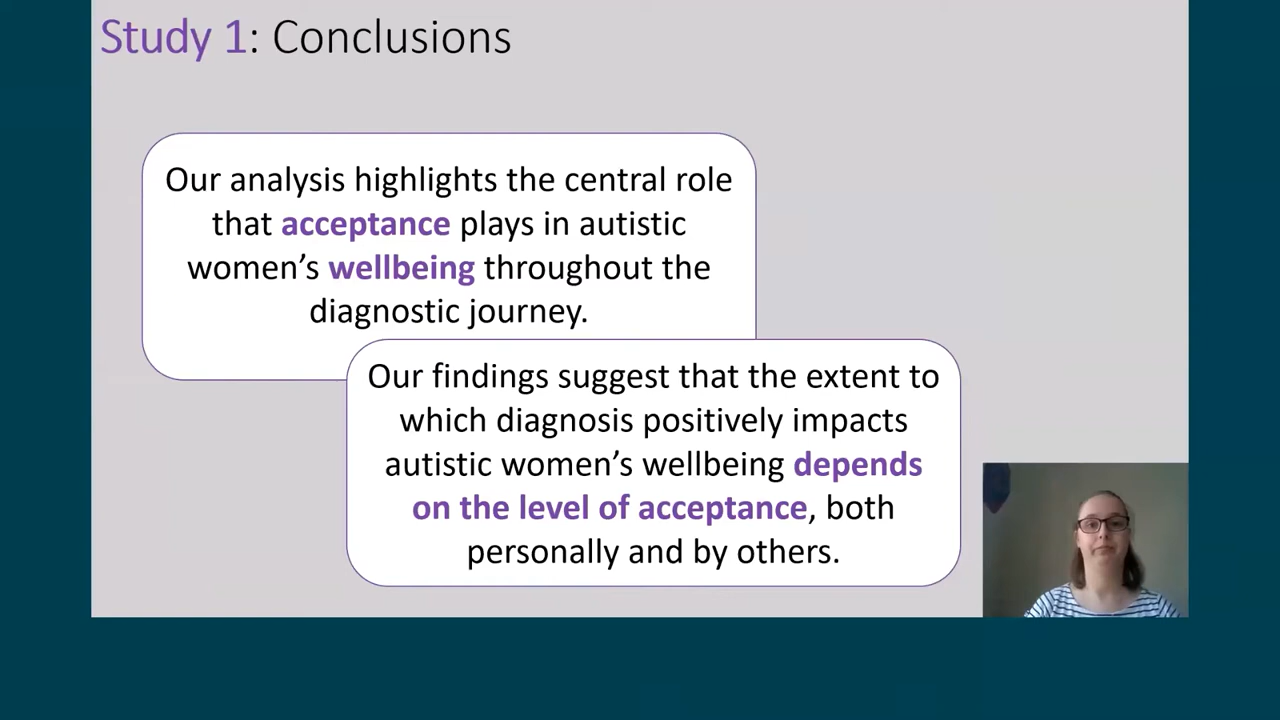 Study 1: Conclusions
Our analysis highlights the central role
that acceptance plays in autistic
women’s wellbeing throughout the
diagnostic journey.
Our findings suggest that the extent to
which diagnosis positively impacts
autistic women’s wellbeing depends
on the level of acceptance, both
personally and by others.